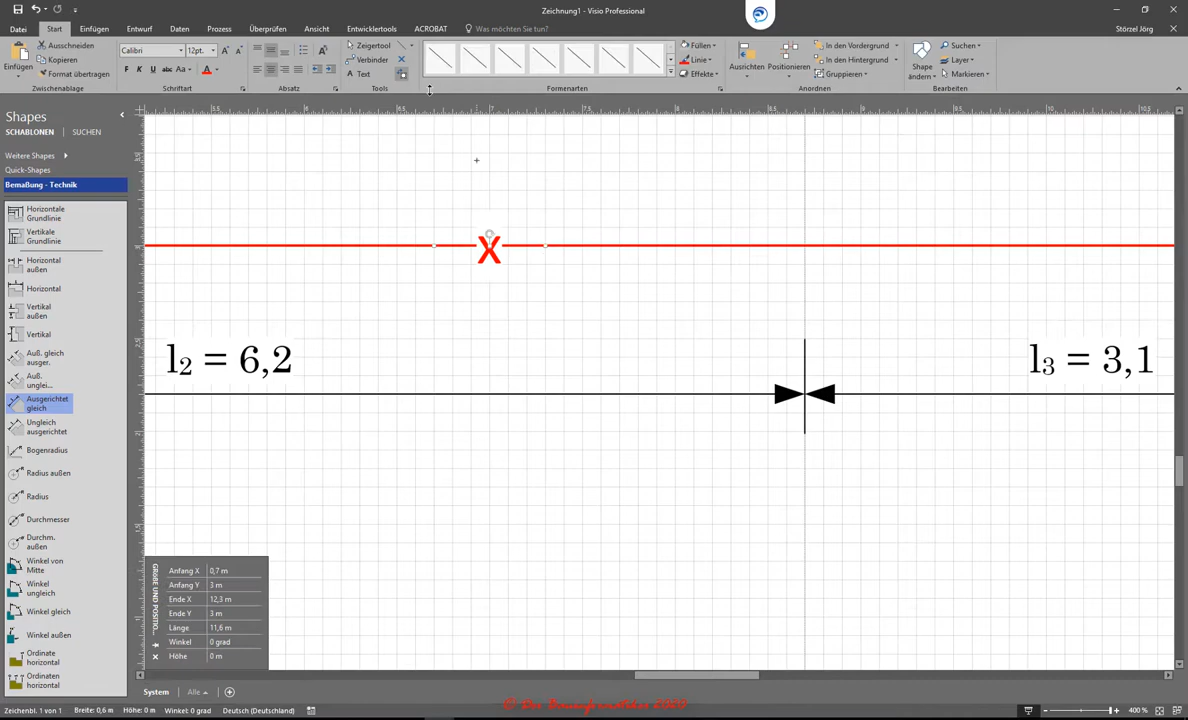 Zeichnung1 - Visio Professional
Datei Start Einfügen Entwurf Daten Prozess Überprüfen Ansicht Entwicklertools ACROBAT Was möchten Sie tun?
Störzel Jörg
Einfügen
Ausschneiden
Kopieren
Format übertragen
Zwischenablage
Calibri 12pt.
F K U abc Aa
Schriftart
Absatz
Zeigertool
Verbinder
Text
Tools
Formenarten
Füllen
Linie
Effekte
Ausrichten
Positionieren
In den Vordergrund
In den Hintergrund
Gruppieren
Anordnen
Shape ändern
Suchen
Layer
Markieren
Bearbeiten
Shapes
SCHABLONEN SUCHEN
Weitere Shapes
Quick-Shapes
Bemaßung - Technik
Horizontale
Grundlinie
Vertikale
Grundlinie
Horizontal
außen
Horizontal
Vertikal
außen
Vertikal
Auß. gleich
ausger.
Auß.
unglei...
Ausgerichtet
gleich
Ungleich
ausgerichtet
Bogenradius
Radius außen
Radius
Durchmesser
Durchm.
außen
Winkel von
Mitte
Winkel
ungleich
Winkel gleich
Winkel außen
Ordinate
horizontal
Ordinaten
horizontal
X
l₂ = 6,2
l₃ = 3,1
GRÖßE UND POSITIO...
Anfang X 0,7 m
Anfang Y 3 m
Ende X 12,3 m
Ende Y 3 m
Länge 11,6 m
Winkel 0 grad
Höhe 0 m
System Alle
© Der Bauinformatiker 2020
Zeichenbl. 1 von 1 Breite: 0,6 m Höhe: 0 m Winkel: 0 grad Deutsch (Deutschland) 400 %